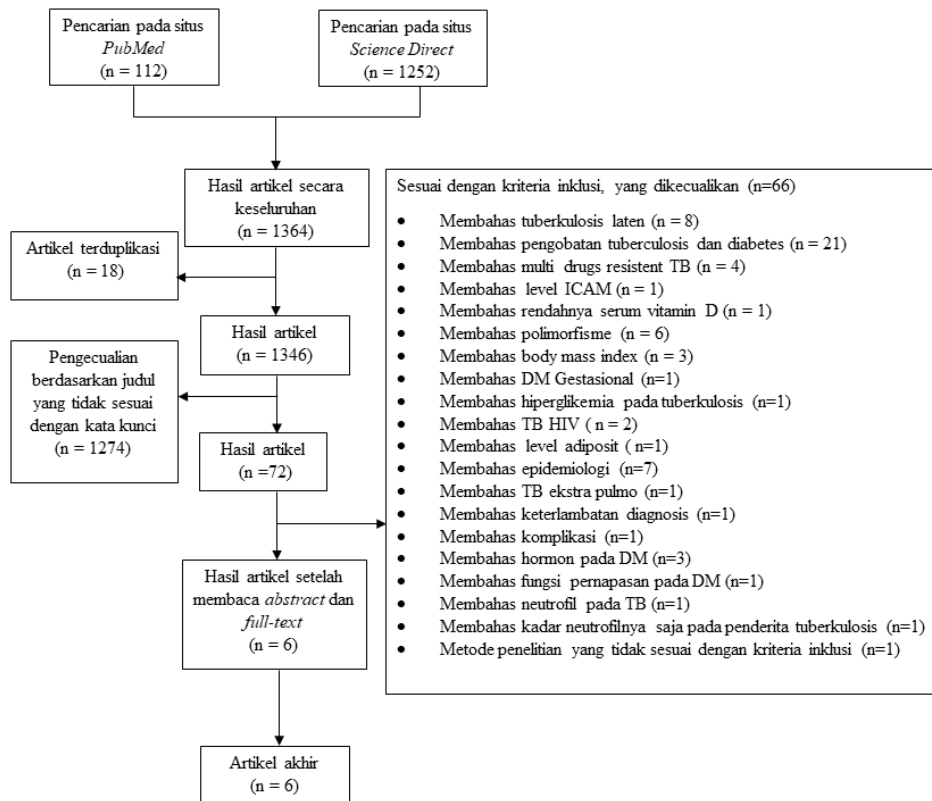 Pencarian pada situs
PubMed
(n = 112)
Pencarian pada situs
Science Direct
(n = 1252)
Hasil artikel secara
keseluruhan
(n = 1364)
Artikel terduplikasi
(n = 18)
Hasil artikel
(n = 1346)
Pengecualian
berdasarkan judul
yang tidak sesuai
dengan kata kunci
(n = 1274)
Hasil artikel
(n =72)
Sesuai dengan kriteria inklusi, yang dikecualikan (n=66)
• Membahas tuberkulosis laten (n = 8)
• Membahas pengobatan tuberculosis dan diabetes (n = 21)
• Membahas multi drugs resistent TB (n = 4)
• Membahas level ICAM (n = 1)
• Membahas rendahnya serum vitamin D (n = 1)
• Membahas polimorfisme (n = 6)
• Membahas body mass index (n = 3)
• Membahas DM Gestasional (n=1)
• Membahas hiperglikemia pada tuberkulosis (n=1)
• Membahas TB HIV ( n = 2)
• Membahas level adiposit ( n=1)
• Membahas epidemiologi (n=7)
• Membahas TB ekstra pulmo (n=1)
• Membahas keterlambatan diagnosis (n=1)
• Membahas komplikasi (n=1)
• Membahas hormon pada DM (n=3)
• Membahas fungsi pernapasan pada DM (n=1)
• Membahas neutrofil pada TB (n=1)
• Membahas kadar neutrofilnya saja pada penderita tuberkulosis (n=1)
• Metode penelitian yang tidak sesuai dengan kriteria inklusi (n=1)
Hasil artikel setelah
membaca abstract dan
full-text
(n = 6)
Artikel akhir
(n = 6)